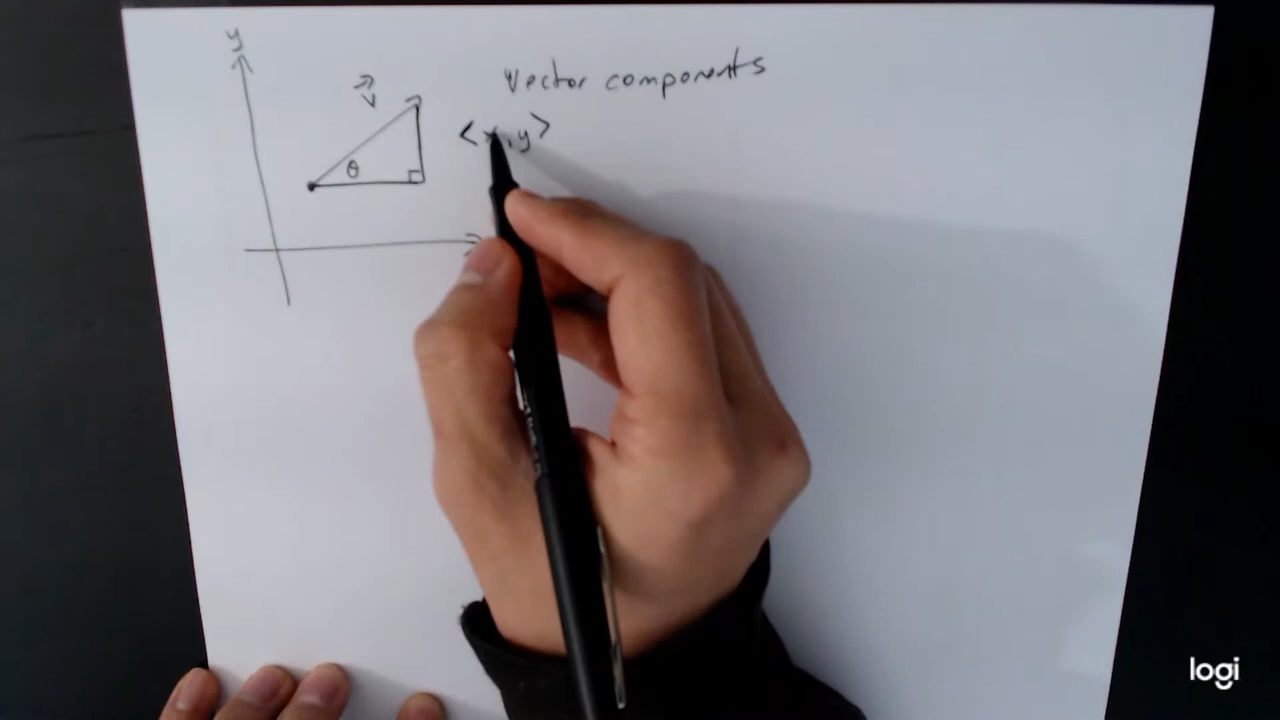 y
v⃗
Vector components
<x,y>
θ
logi